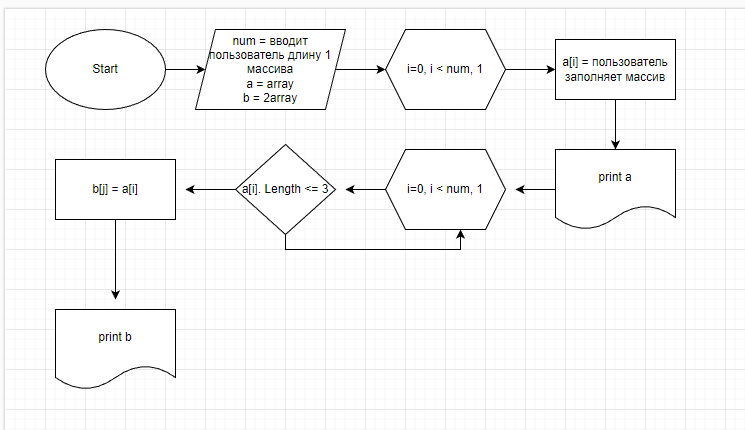 Start
num = вводит
пользователь длину 1
массива
a = array
b = 2array
i=0, i < num, 1
a[i] = пользователь
заполняет массив
print a
i=0, i < num, 1
a[i]. Length <= 3
b[j] = a[i]
print b